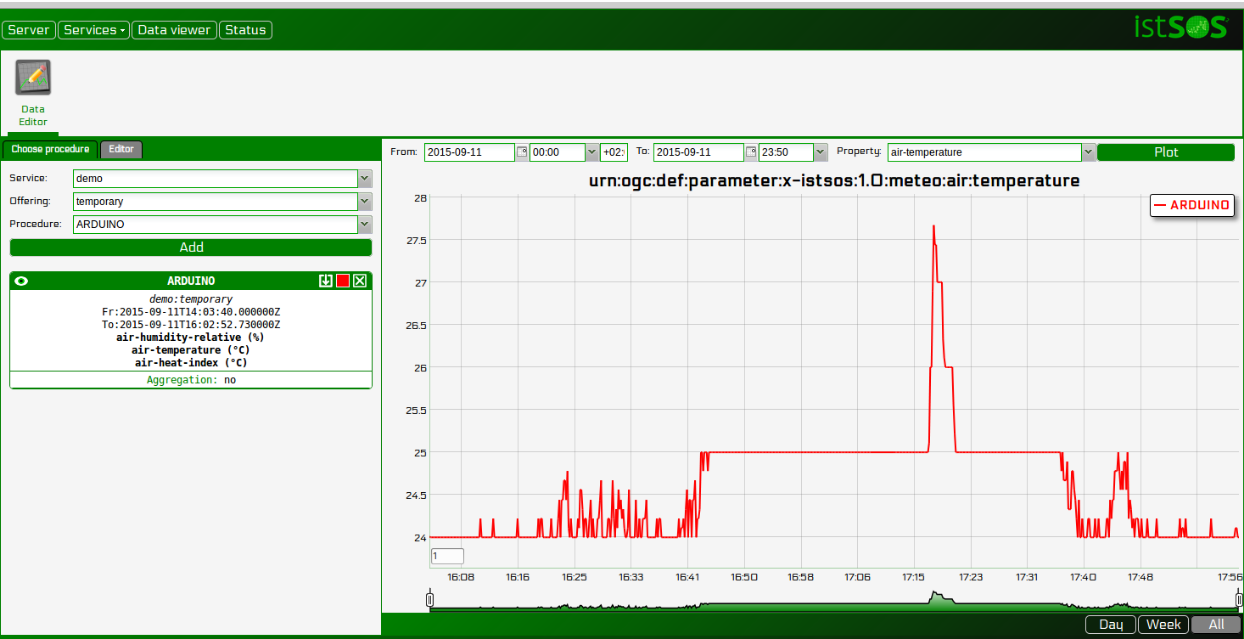 Server Services Data viewer Status
istSOS
Data
Editor
Choose procedure Editor
Service: demo
Offering: temporary
Procedure: ARDUINO
Add
ARDUINO
demo:temporary
Fr:2015-09-11T14:03:40.000000Z
To:2015-09-11T16:02:52.730000Z
air-humidity-relative (%)
air-temperature (°C)
air-heat-index (°C)
Aggregation: no
From: 2015-09-11 00:00 +02: To: 2015-09-11 23:50 Property: air-temperature Plot
urn:ogc:def:parameter:x-istsos:1.0:meteo:air:temperature
ARDUINO
28
27.5
27
26.5
26
25.5
25
24.5
24
1
16:08 16:16 16:25 16:33 16:41 16:50 16:58 17:06 17:15 17:23 17:31 17:40 17:48 17:56
Day Week All